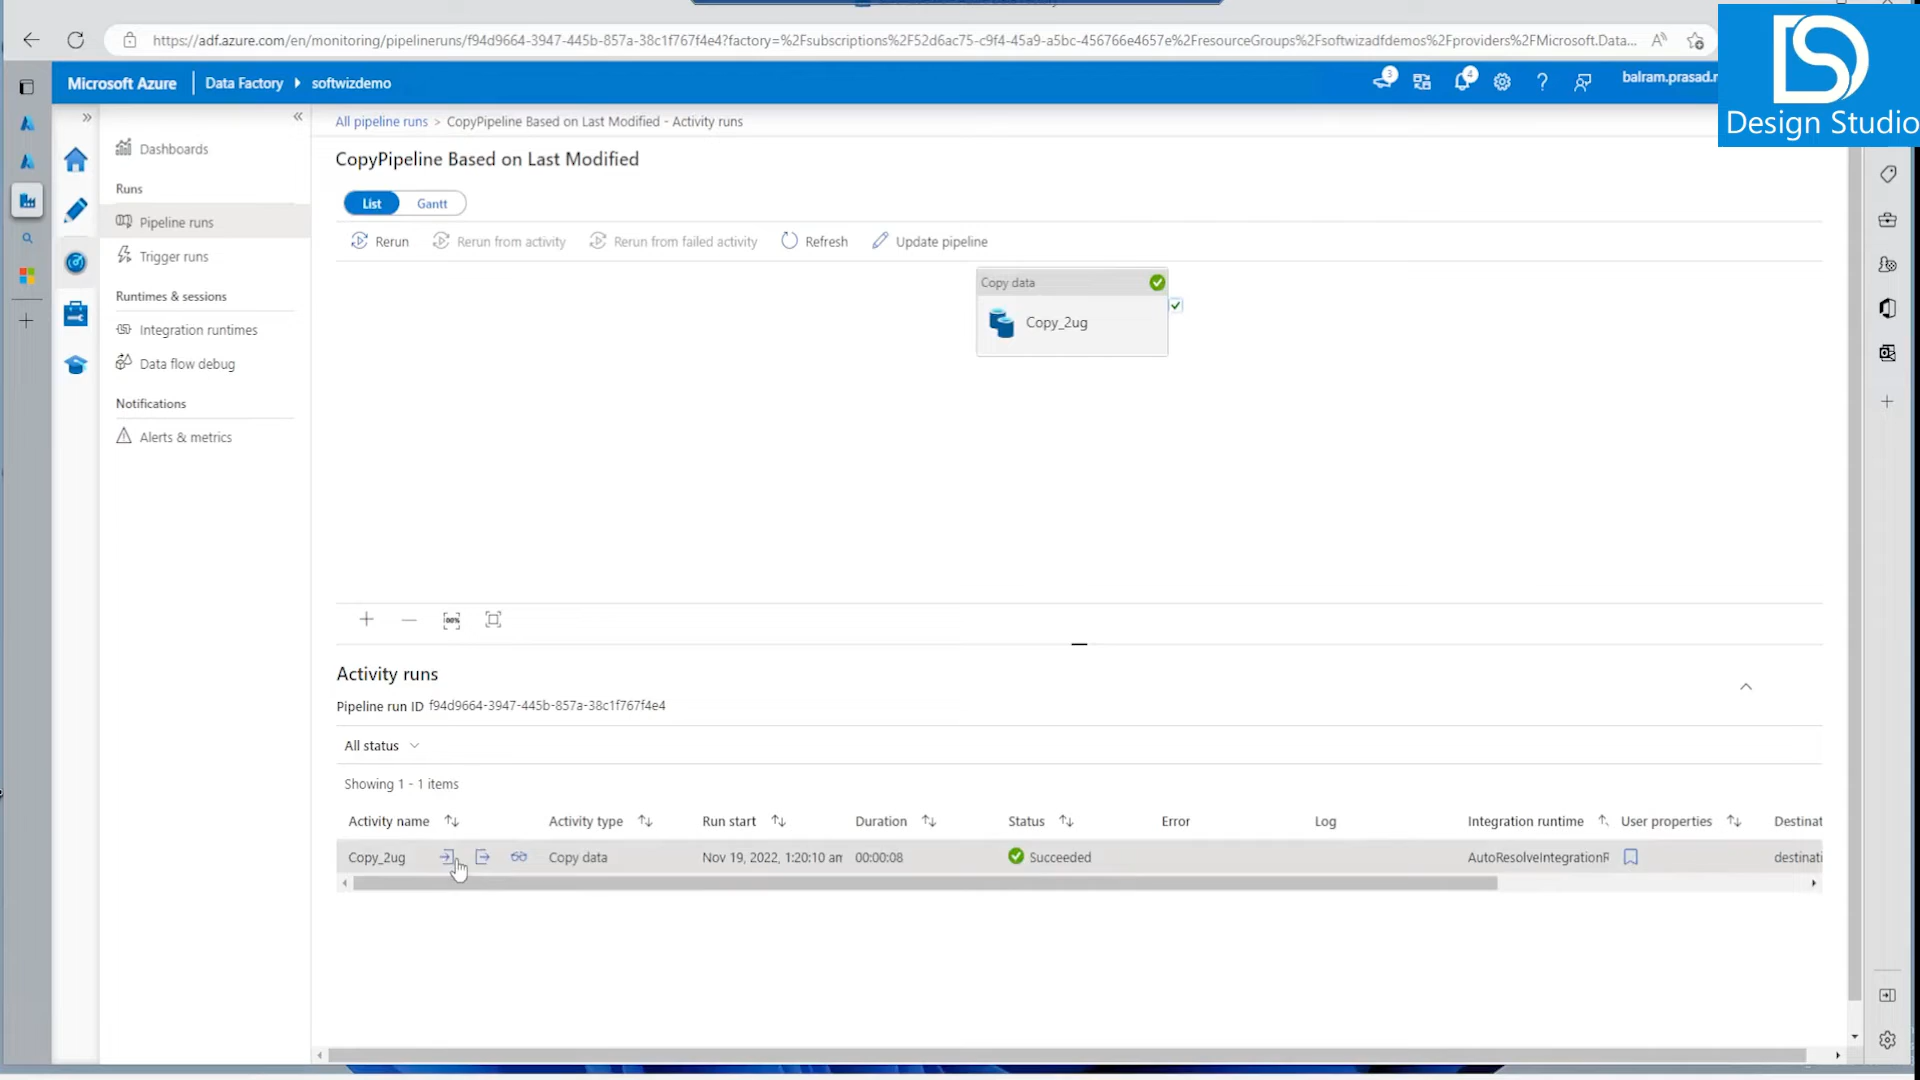 https://adf.azure.com/en/monitoring/pipelineruns/f94d9664-3947-445b-857a-38c1f767f4e4?factory=%2Fsubscriptions%2F52d6ac75-c9f4-45a9-a5bc-456766e4657e%2FresourceGroups%2Fsoftwizadfdemos%2Fproviders%2FMicrosoft.Data...
Microsoft Azure
Data Factory
softwizdemo
3
4
balram.prasad.r
Design Studio
All pipeline runs > CopyPipeline Based on Last Modified - Activity runs
Dashboards
Runs
Pipeline runs
Trigger runs
Runtimes & sessions
Integration runtimes
Data flow debug
Notifications
Alerts & metrics
CopyPipeline Based on Last Modified
List
Gantt
Rerun
Rerun from activity
Rerun from failed activity
Refresh
Update pipeline
Copy data
Copy_2ug
Activity runs
Pipeline run ID f94d9664-3947-445b-857a-38c1f767f4e4
All status
Showing 1 - 1 items
Activity name
Activity type
Run start
Duration
Status
Error
Log
Integration runtime
User properties
Destinat
Copy_2ug
Copy data
Nov 19, 2022, 1:20:10 am
00:00:08
Succeeded
AutoResolveIntegrationR
destinati